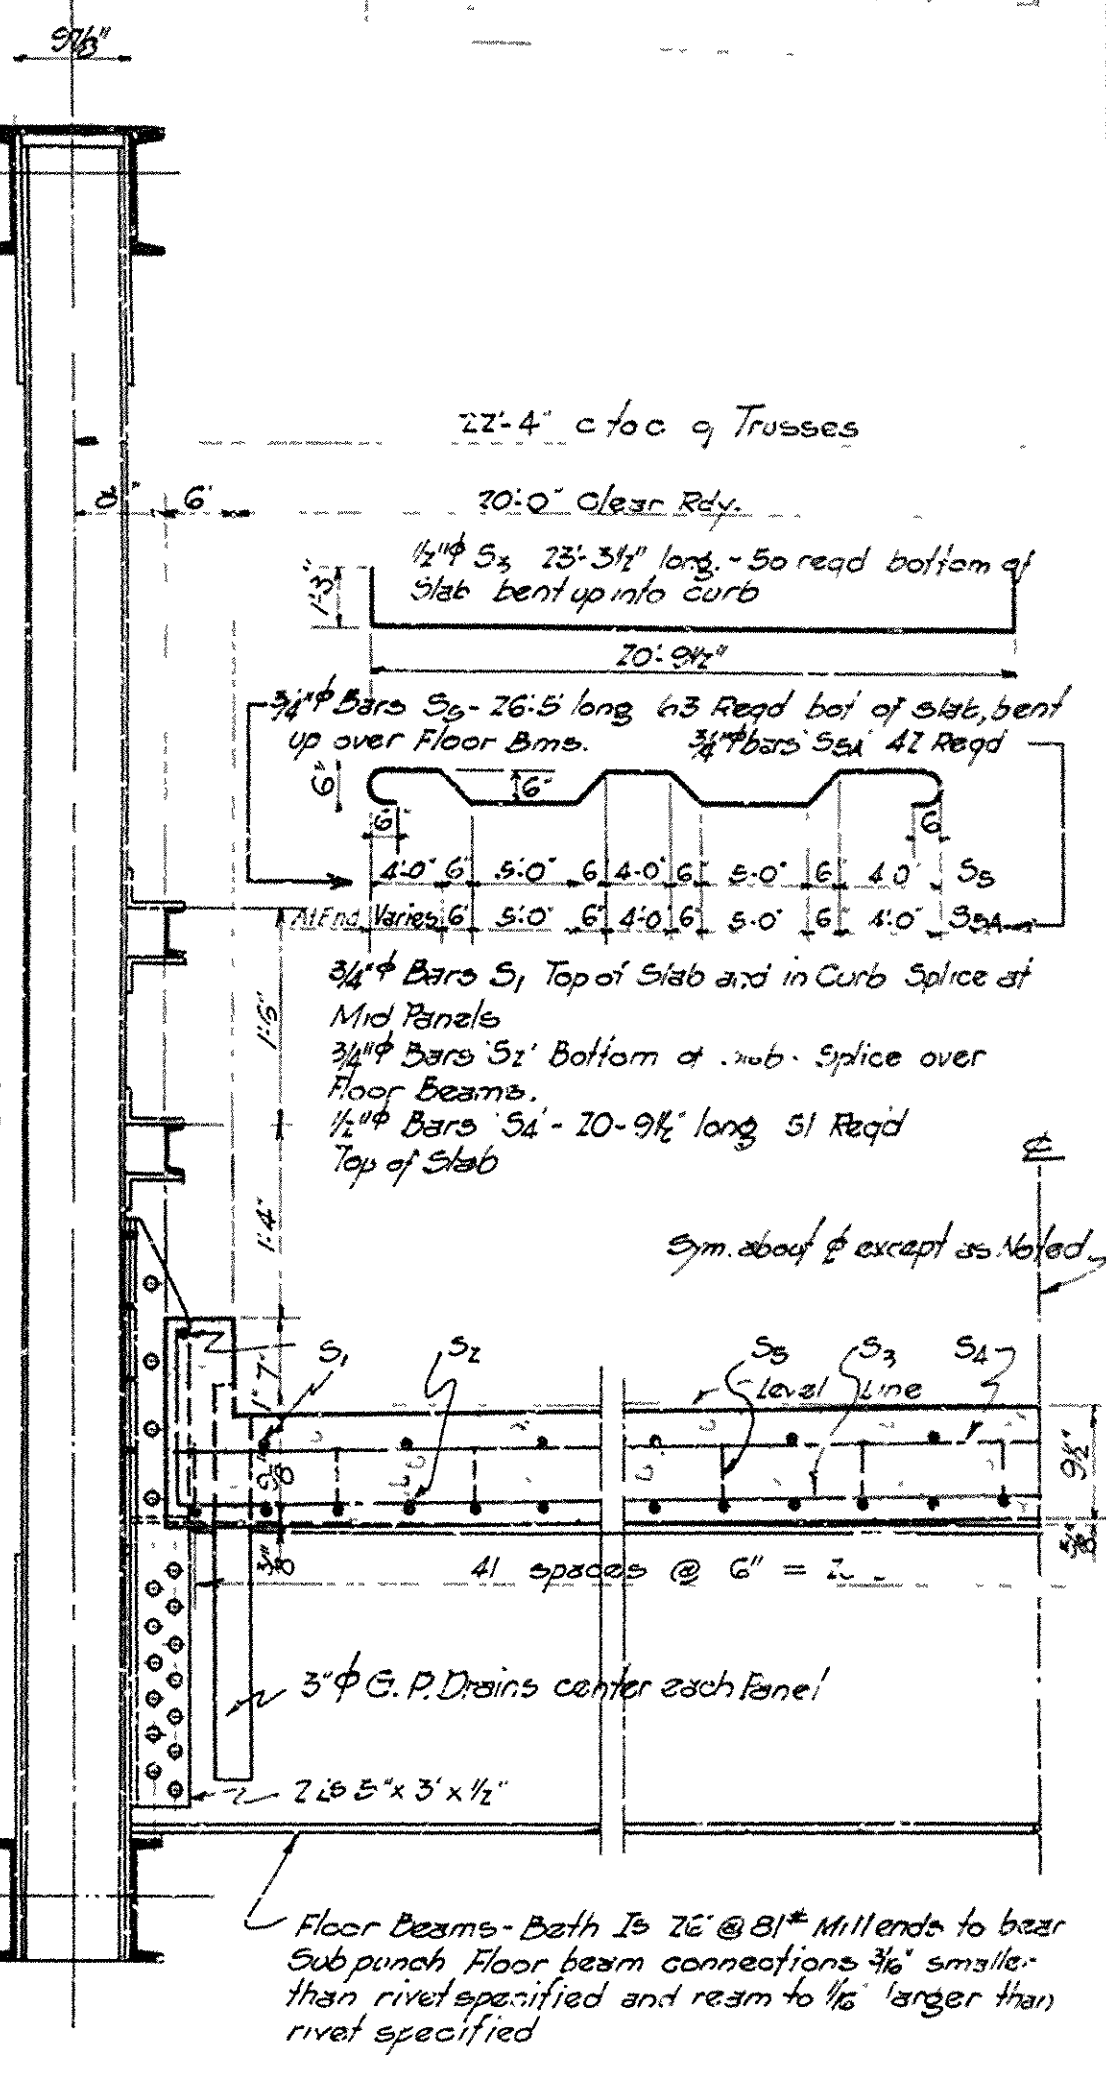 22'-4" c to c of Trusses
6"
20'-0" Clear Rdy.
1/2"ϕ S3 23'-3 1/2" long. - 50 reqd bottom of
Slab bent up into curb
1'-3"
20'-9 1/2"
3/4"ϕ Bars S5 - 26'-5 long 63 Reqd bot of slab, bent
up over Floor Bms.
3/4"ϕ bars S5A 42 Reqd
6"
6"
6"
6
4'-0" 6" 5'-0" 6 4'-0" 6" 5'-0" 6" 4'0" S5
At End Varies 6" 5'-0" 6" 4'-0 6" 5'-0" 6" 4'-0" S5A
3/4"ϕ Bars S1 Top of Slab and in Curb Splice at
Mid Panels
3/4"ϕ Bars 'S2' Bottom of Splice over
Floor Beams.
1/2"ϕ Bars 'S4' - 20-9 1/2" long 51 Reqd
Top of Slab
1'-6"
1'-4"
℄
Sym. about ℄ except as Noted
S1
S2
S5
S3
S4
Level Line
9 1/2"
41 spaces @ 6" =
3"ϕ G. P. Drains center each Panel
2 Ls 5" x 3" x 1/2"
Floor Beams - Beth Is 26" @ 81# Mill ends to bear
Sub punch Floor beam connections 3/16" smaller
than rivet specified and ream to 1/16" larger than
rivet specified